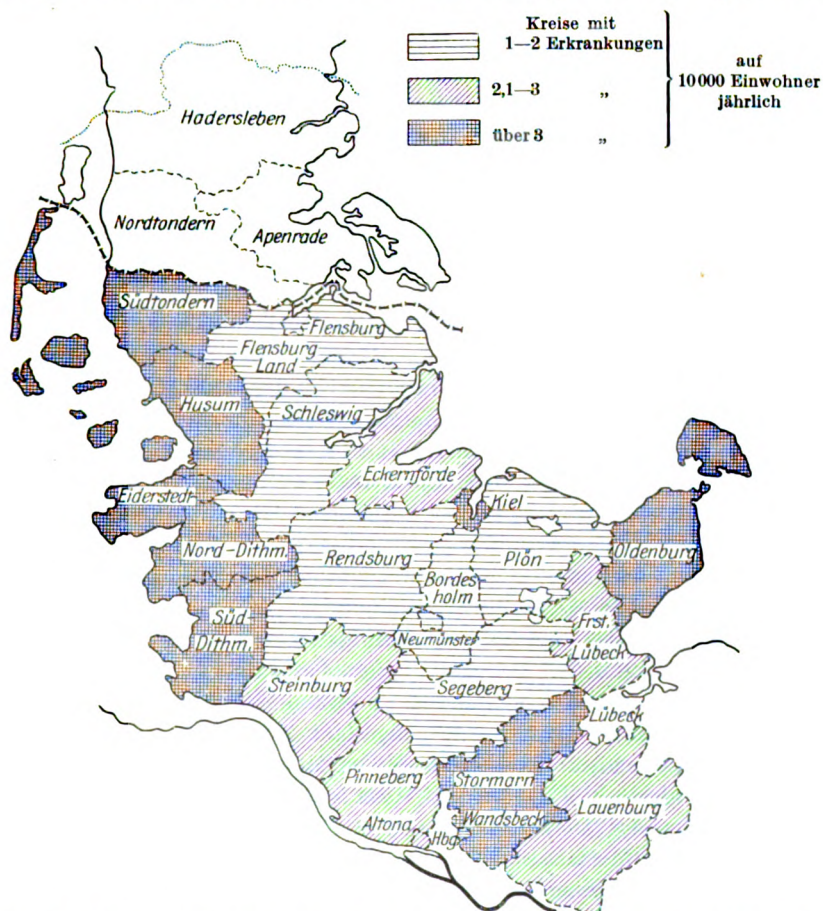 Kreise mit
1—2 Erkrankungen
2,1—3 „
über 3 „
auf
10000 Einwohner
jährlich
Hadersleben
Nordtondern
Apenrade
Südtondern
Flensburg
Flensburg
Land
Husum
Schleswig
Eckernförde
Eiderstedt
Kiel
Nord-Dithm.
Rendsburg
Plön
Oldenburg
Bordes
holm
Süd
Dithm.
Frst.
Lübeck
Neumünster
Steinburg
Segeberg
Lübeck
Pinneberg
Stormarn
Lauenburg
Wandsbeck
Altona
Hbg